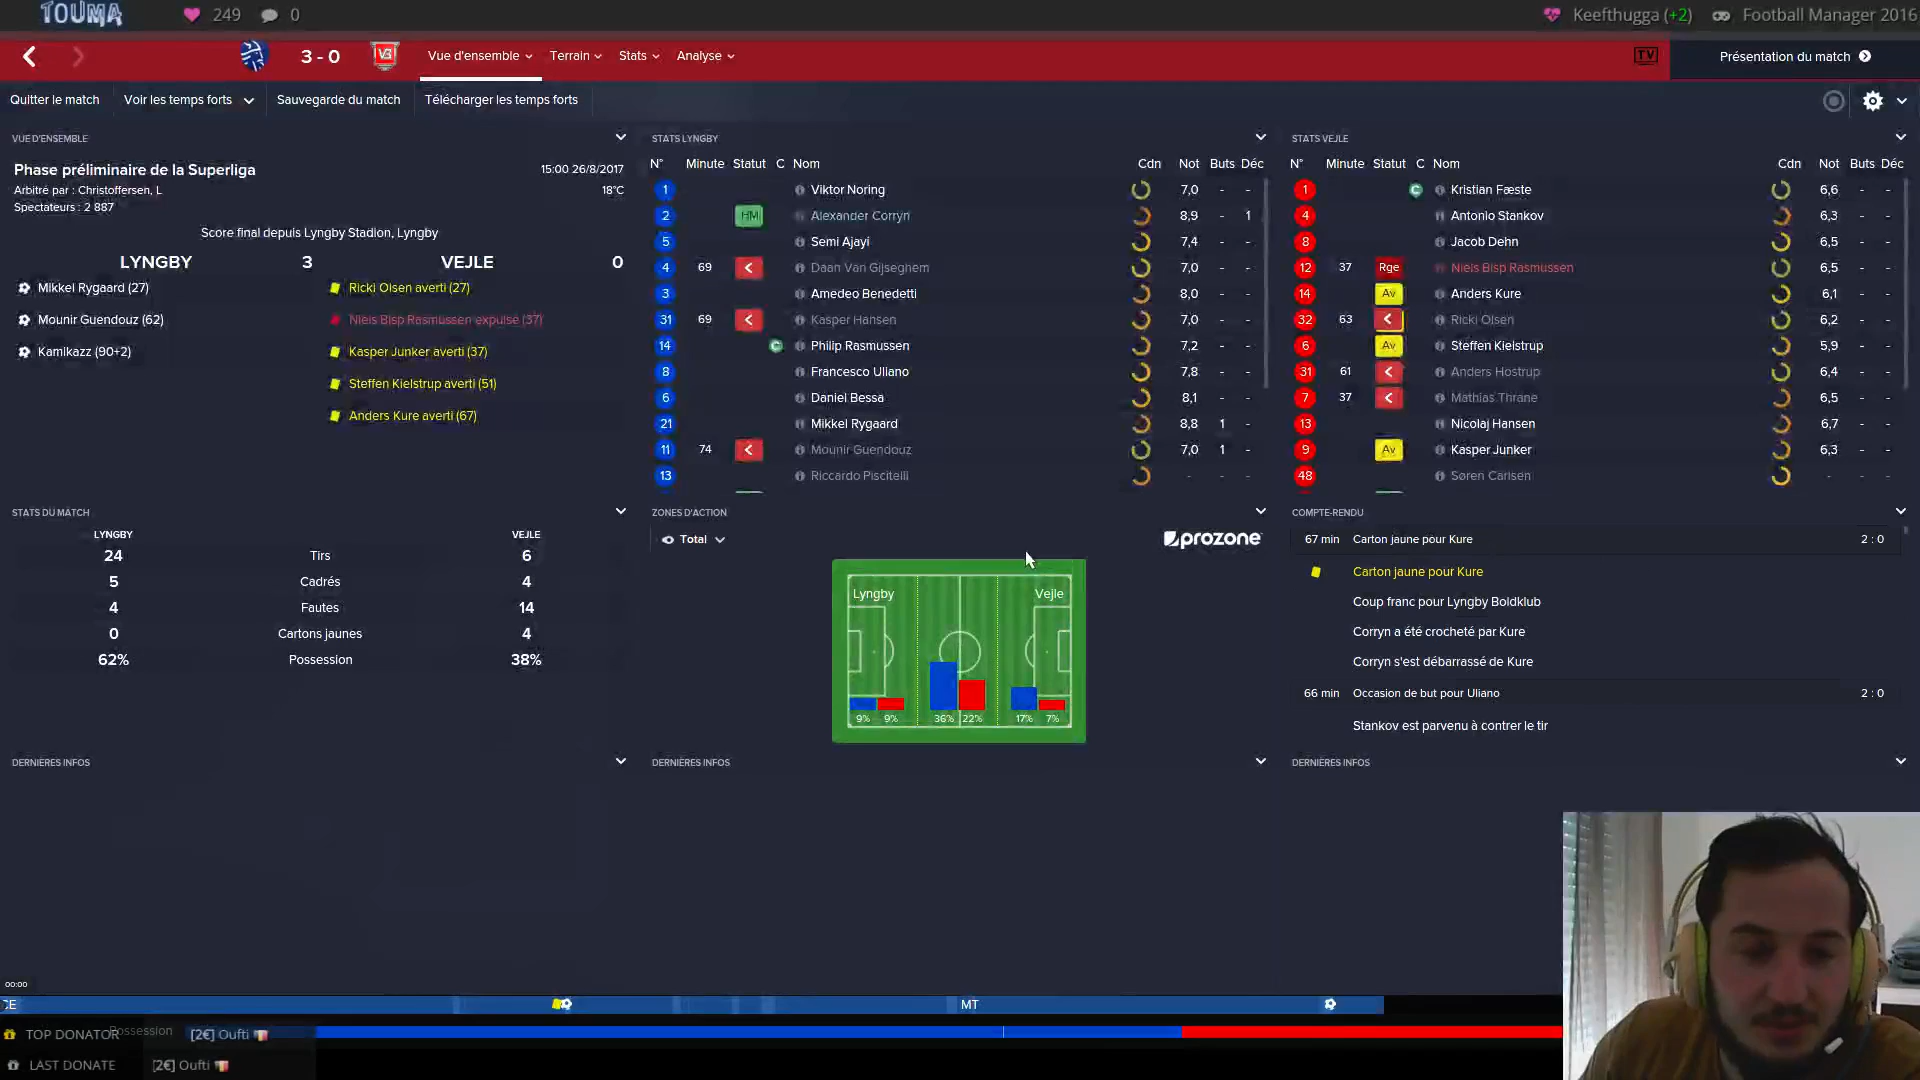 TOUMA
249
0
Keefthugga (+2)
Football Manager 2016
3 - 0
VB
Vue d'ensemble
Terrain
Stats
Analyse
TV
Présentation du match
Quitter le match
Voir les temps forts
Sauvegarde du match
Télécharger les temps forts
VUE D'ENSEMBLE
Phase préliminaire de la Superliga
15:00 26/8/2017
Arbitré par : Christoffersen, L
18°C
Spectateurs : 2 887
Score final depuis Lyngby Stadion, Lyngby
LYNGBY 3 VEJLE 0
Mikkel Rygaard (27)
Ricki Olsen averti (27)
Mounir Guendouz (62)
Niels Bisp Rasmussen expulsé (37)
Kamikazz (90+2)
Kasper Junker averti (37)
Steffen Kielstrup averti (51)
Anders Kure averti (67)
STATS LYNGBY
N° Minute Statut C Nom Cdn Not Buts Déc
1 Viktor Noring 7,0 - -
2 HM Alexander Corryn 8,9 - 1
5 Semi Ajayi 7,4 - -
4 69 Daan Van Gijseghem 7,0 - -
3 Amedeo Benedetti 8,0 - -
31 69 Kasper Hansen 7,0 - -
14 C Philip Rasmussen 7,2 - -
8 Francesco Uliano 7,8 - -
6 Daniel Bessa 8,1 - -
21 Mikkel Rygaard 8,8 1 -
11 74 Mounir Guendouz 7,0 1 -
13 Riccardo Piscitelli - - -
STATS VEJLE
N° Minute Statut C Nom Cdn Not Buts Déc
1 C Kristian Fæste 6,6 - -
4 Antonio Stankov 6,3 - -
8 Jacob Dehn 6,5 - -
12 37 Rge Niels Bisp Rasmussen 6,5 - -
14 Av Anders Kure 6,1 - -
32 63 Ricki Olsen 6,2 - -
6 Av Steffen Kielstrup 5,9 - -
31 61 Anders Hostrup 6,4 - -
7 37 Mathias Thrane 6,5 - -
13 Nicolaj Hansen 6,7 - -
9 Av Kasper Junker 6,3 - -
48 Søren Carlsen - - -
STATS DU MATCH
LYNGBY VEJLE
24 Tirs 6
5 Cadrés 4
4 Fautes 14
0 Cartons jaunes 4
62% Possession 38%
ZONES D'ACTION
Total
prozone
Lyngby Vejle
9% 9% 36% 22% 17% 7%
COMPTE-RENDU
67 min Carton jaune pour Kure 2 : 0
Carton jaune pour Kure
Coup franc pour Lyngby Boldklub
Corryn a été crocheté par Kure
Corryn s'est débarrassé de Kure
66 min Occasion de but pour Uliano 2 : 0
Stankov est parvenu à contrer le tir
DERNIÈRES INFOS
DERNIÈRES INFOS
DERNIÈRES INFOS
00:00
CE
MT
TOP DONATOR
Possession
[2€] Oufti
LAST DONATE
[2€] Oufti